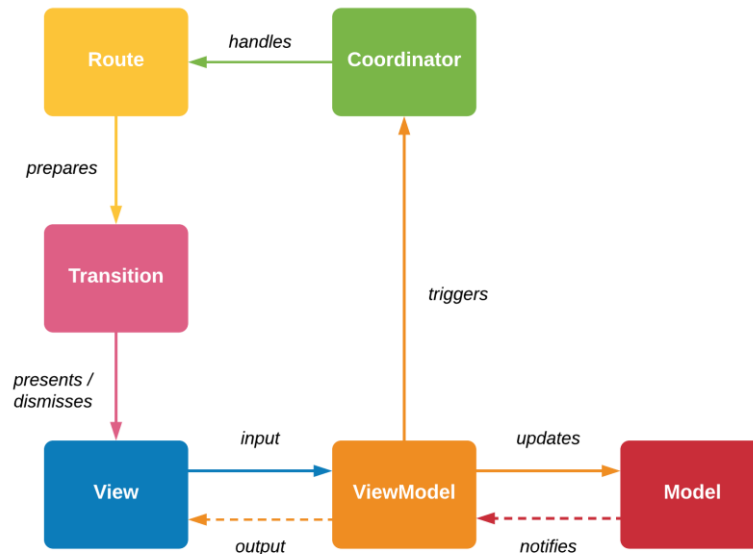 Route
handles
Coordinator
prepares
Transition
triggers
presents /
dismisses
View
input
ViewModel
updates
Model
output
notifies